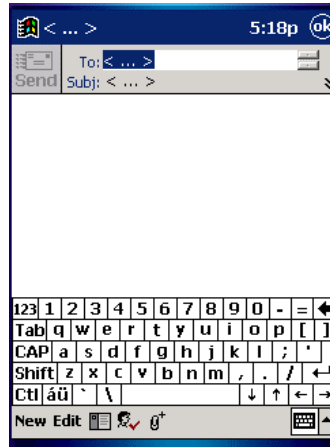 < ... > 5:18p ok
To: < ... >
Send Subj: < ... >
123 1 2 3 4 5 6 7 8 9 0 - =
Tab q w e r t y u i o p [ ]
CAP a s d f g h j k l ; '
Shift z x c v b n m , . /
Ctl áü ` \ ↓ ↑ ← →
New Edit